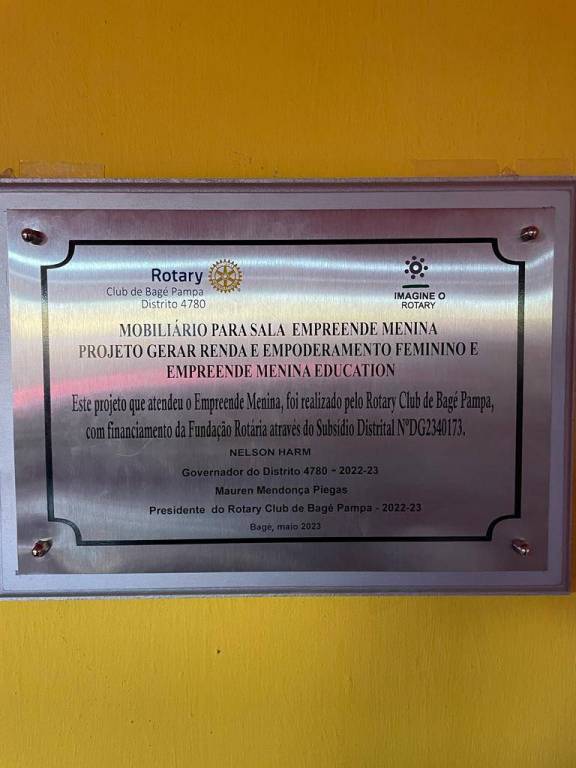 Rotary
Club de Bagé Pampa
Distrito 4780
IMAGINE O
ROTARY
MOBILIÁRIO PARA SALA EMPREENDE MENINA
PROJETO GERAR RENDA E EMPODERAMENTO FEMININO E
EMPREENDE MENINA EDUCATION
Este projeto que atendeu o Empreende Menina, foi realizado pelo Rotary Club de Bagé Pampa,
com financiamento da Fundação Rotária através do Subsídio Distrital NºDG2340173.
NELSON HARM
Governador do Distrito 4780 - 2022-23
Mauren Mendonça Piegas
Presidente do Rotary Club de Bagé Pampa - 2022-23
Bagé, maio 2023